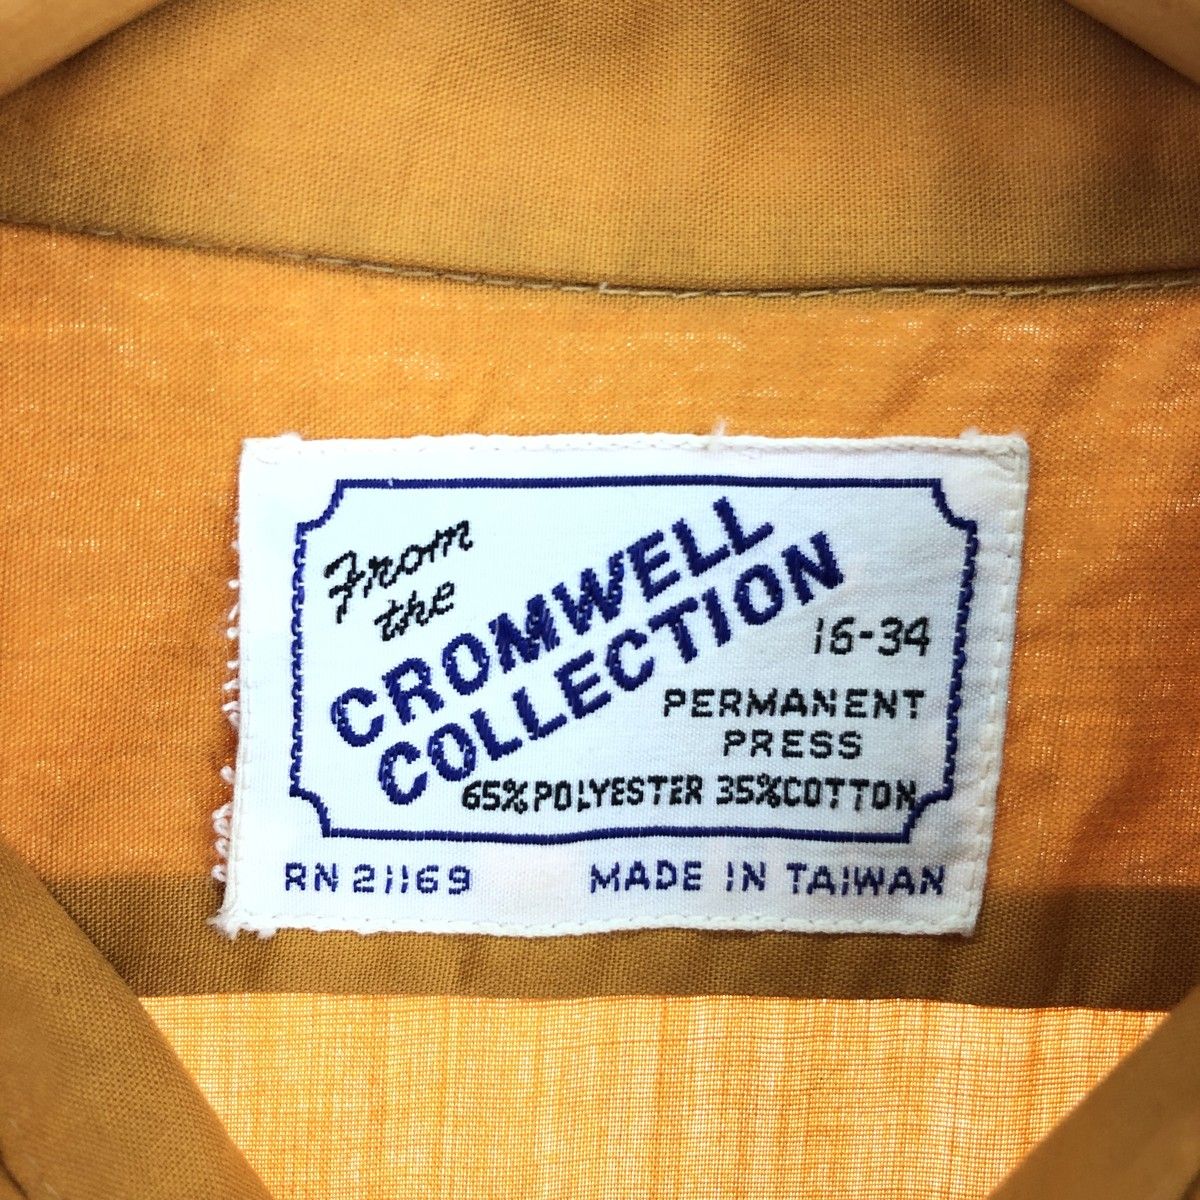 From
the
CROMWELL
COLLECTION
16-34
PERMANENT
PRESS
65% POLYESTER 35% COTTON
RN 21169
MADE IN TAIWAN